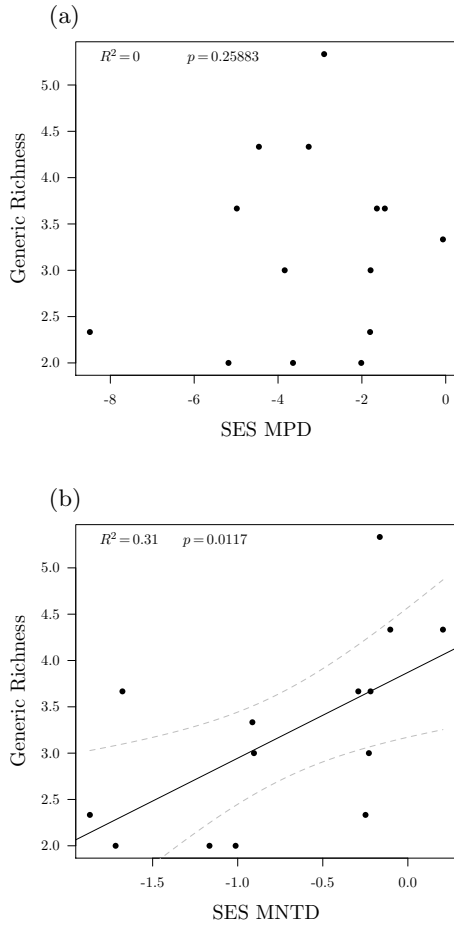 (a)
R² = 0 p = 0.25883
5.0
4.5
4.0
3.5
3.0
2.5
2.0
Generic Richness
-8 -6 -4 -2 0
SES MPD
(b)
R² = 0.31 p = 0.0117
5.0
4.5
4.0
3.5
3.0
2.5
2.0
Generic Richness
-1.5 -1.0 -0.5 0.0
SES MNTD